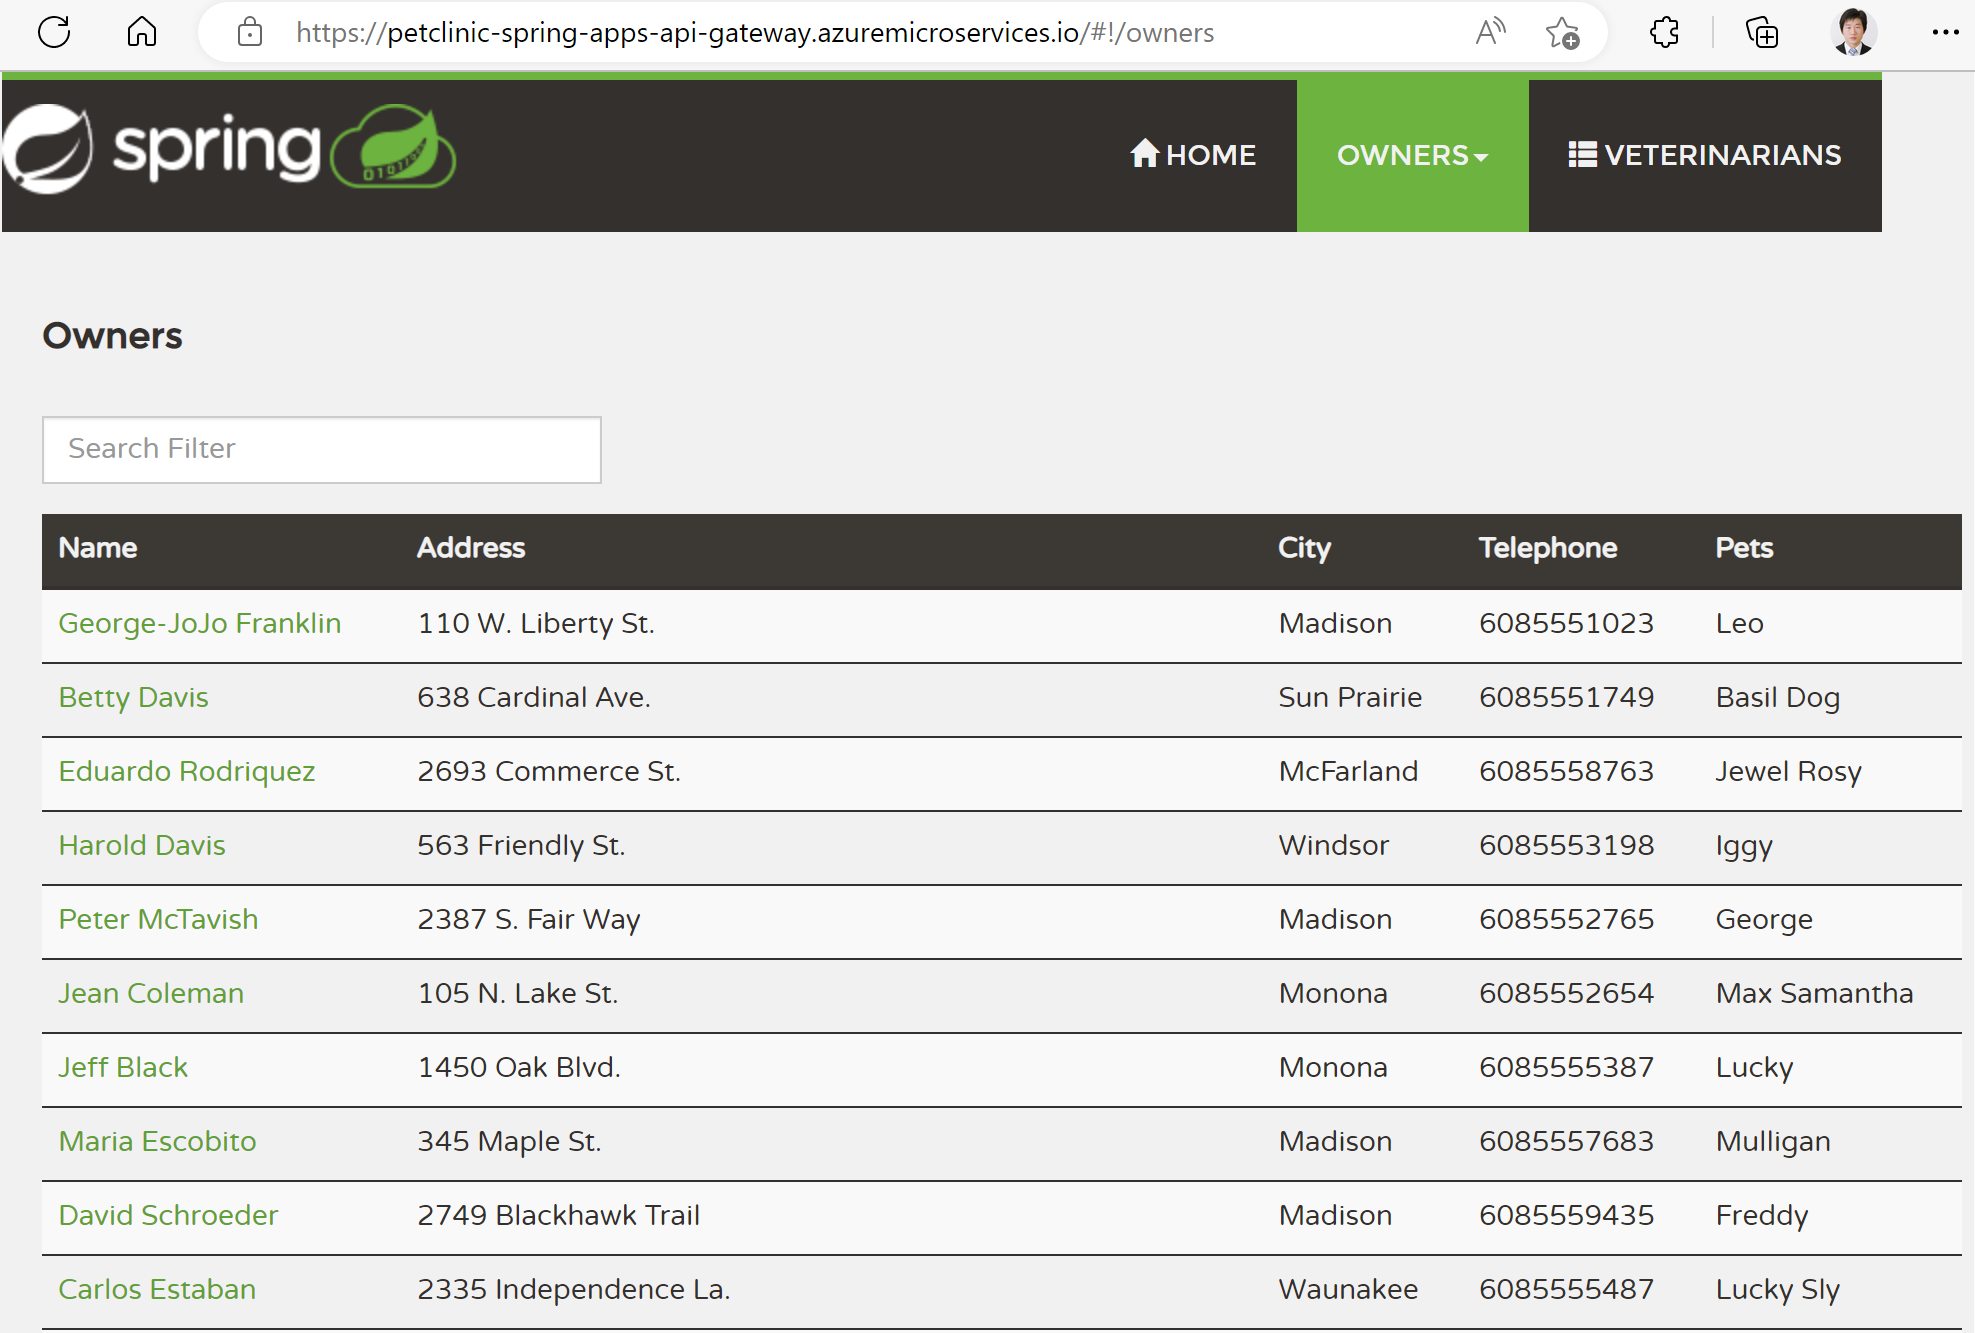 https://petclinic-spring-apps-api-gateway.azuremicroservices.io/#!/owners
spring
HOME
OWNERS
VETERINARIANS
Owners
Search Filter
Name Address City Telephone Pets
George-JoJo Franklin 110 W. Liberty St. Madison 6085551023 Leo
Betty Davis 638 Cardinal Ave. Sun Prairie 6085551749 Basil Dog
Eduardo Rodriquez 2693 Commerce St. McFarland 6085558763 Jewel Rosy
Harold Davis 563 Friendly St. Windsor 6085553198 Iggy
Peter McTavish 2387 S. Fair Way Madison 6085552765 George
Jean Coleman 105 N. Lake St. Monona 6085552654 Max Samantha
Jeff Black 1450 Oak Blvd. Monona 6085555387 Lucky
Maria Escobito 345 Maple St. Madison 6085557683 Mulligan
David Schroeder 2749 Blackhawk Trail Madison 6085559435 Freddy
Carlos Estaban 2335 Independence La. Waunakee 6085555487 Lucky Sly